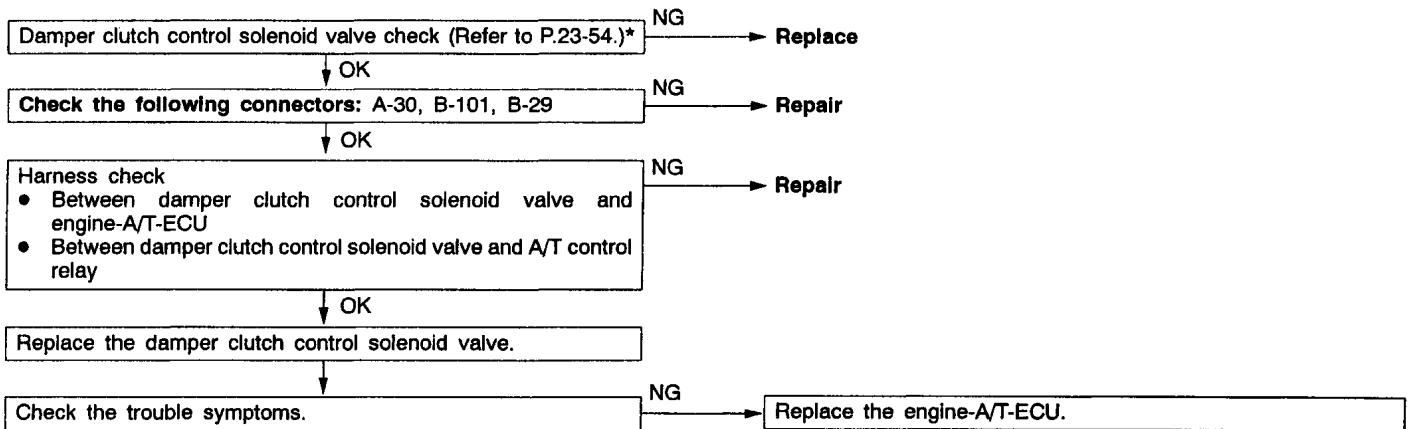 NG
Damper clutch control solenoid valve check (Refer to P.23-54.)*
Replace
OK
NG
Check the following connectors: A-30, B-101, B-29
Repair
OK
NG
Harness check
Repair
● Between damper clutch control solenoid valve and
engine-A/T-ECU
● Between damper clutch control solenoid valve and A/T control
relay
OK
Replace the damper clutch control solenoid valve.
NG
Check the trouble symptoms.
Replace the engine-A/T-ECU.